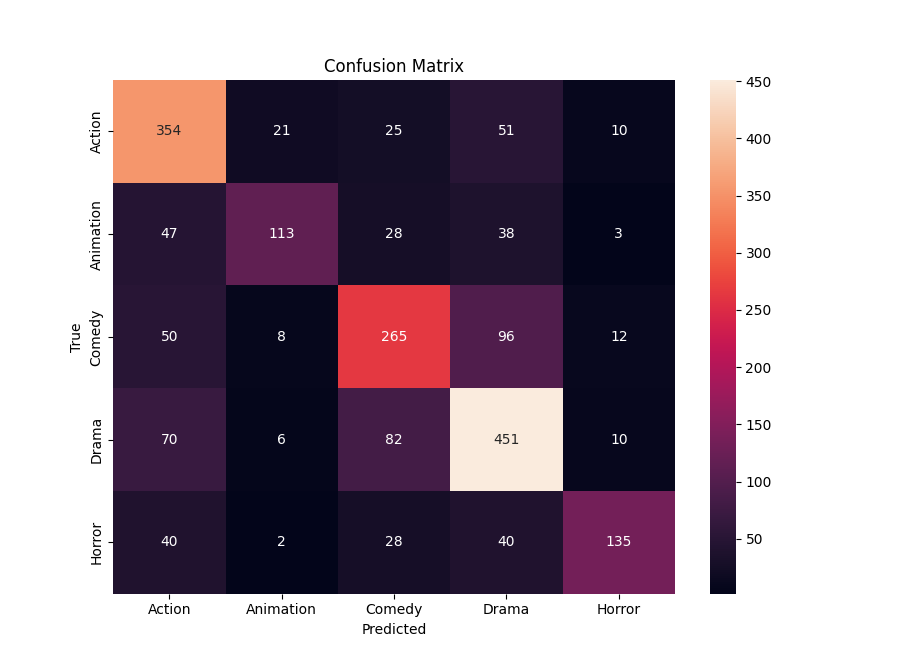 Confusion Matrix
True
Action 354 21 25 51 10
Animation 47 113 28 38 3
Comedy 50 8 265 96 12
Drama 70 6 82 451 10
Horror 40 2 28 40 135
Action Animation Comedy Drama Horror
Predicted
450
400
350
300
250
200
150
100
50